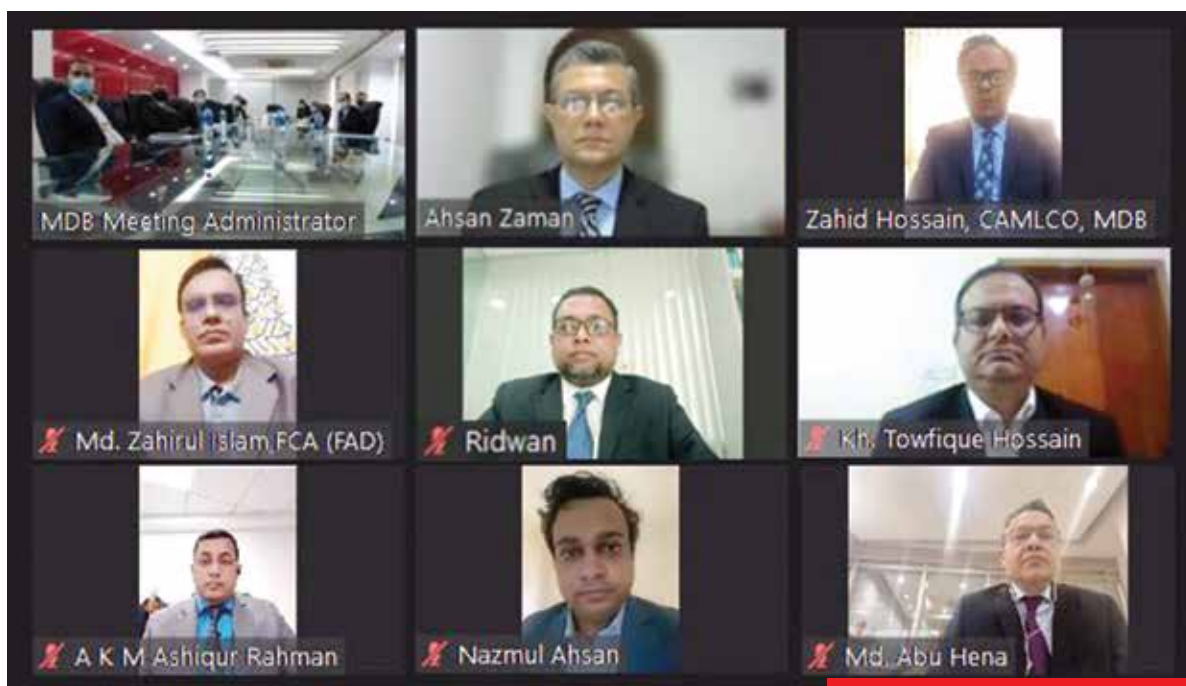 MDB Meeting Administrator
Ahsan Zaman
Zahid Hossain, CAMLCO, MDB
Md. Zahirul Islam,FCA (FAD)
Ridwan
Kh. Towfique Hossain
A K M Ashiqur Rahman
Nazmul Ahsan
Md. Abu Hena